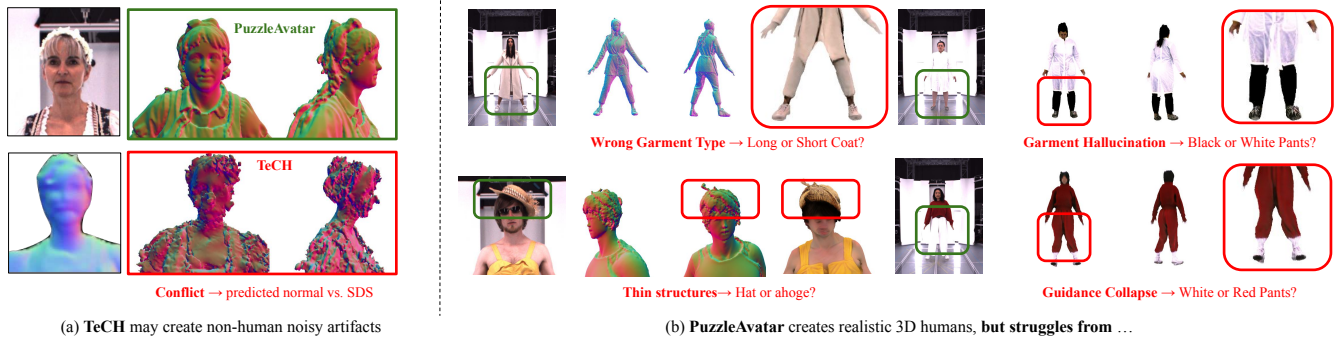 PuzzleAvatar
TeCH
Conflict → predicted normal vs. SDS
(a) TeCH may create non-human noisy artifacts
Wrong Garment Type → Long or Short Coat?
Garment Hallucination → Black or White Pants?
Thin structures→ Hat or ahoge?
Guidance Collapse → White or Red Pants?
(b) PuzzleAvatar creates realistic 3D humans, but struggles from …